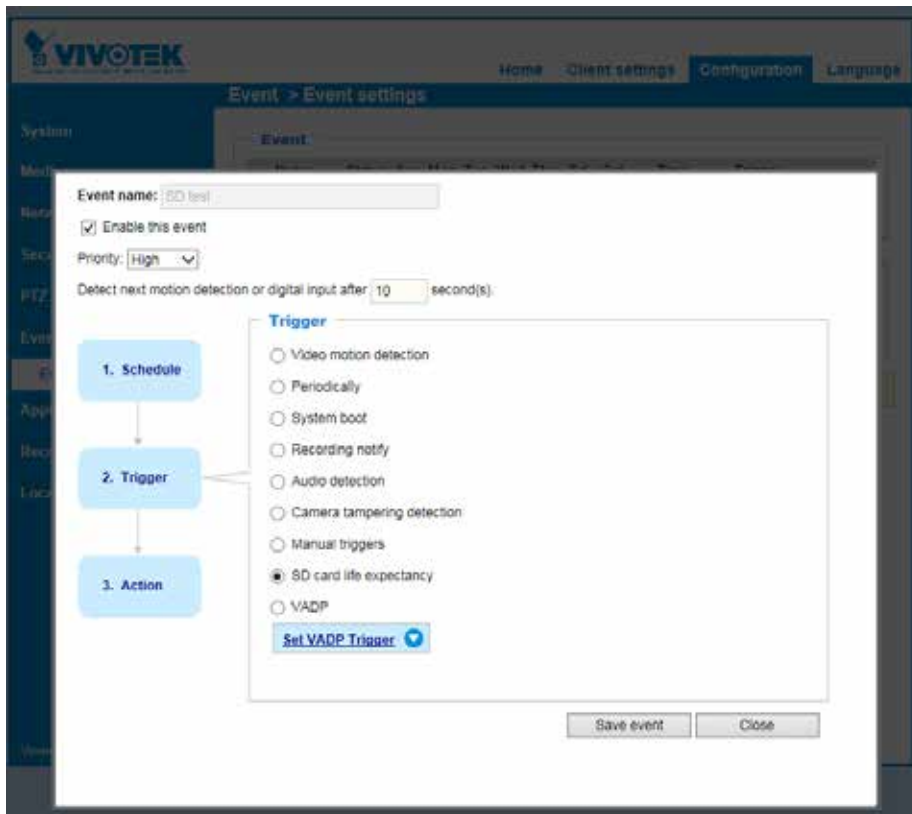 VIVOTEK
Home Client settings Configuration Language
Event > Event settings
System
Event
Event name: SD test
Enable this event
Priority: High
Detect next motion detection or digital input after 10 second(s).
Trigger
Video motion detection
1. Schedule
Periodically
System boot
Recording notify
2. Trigger
Audio detection
Camera tampering detection
Manual triggers
3. Action
SD card life expectancy
VADP
Set VADP Trigger
Save event Close